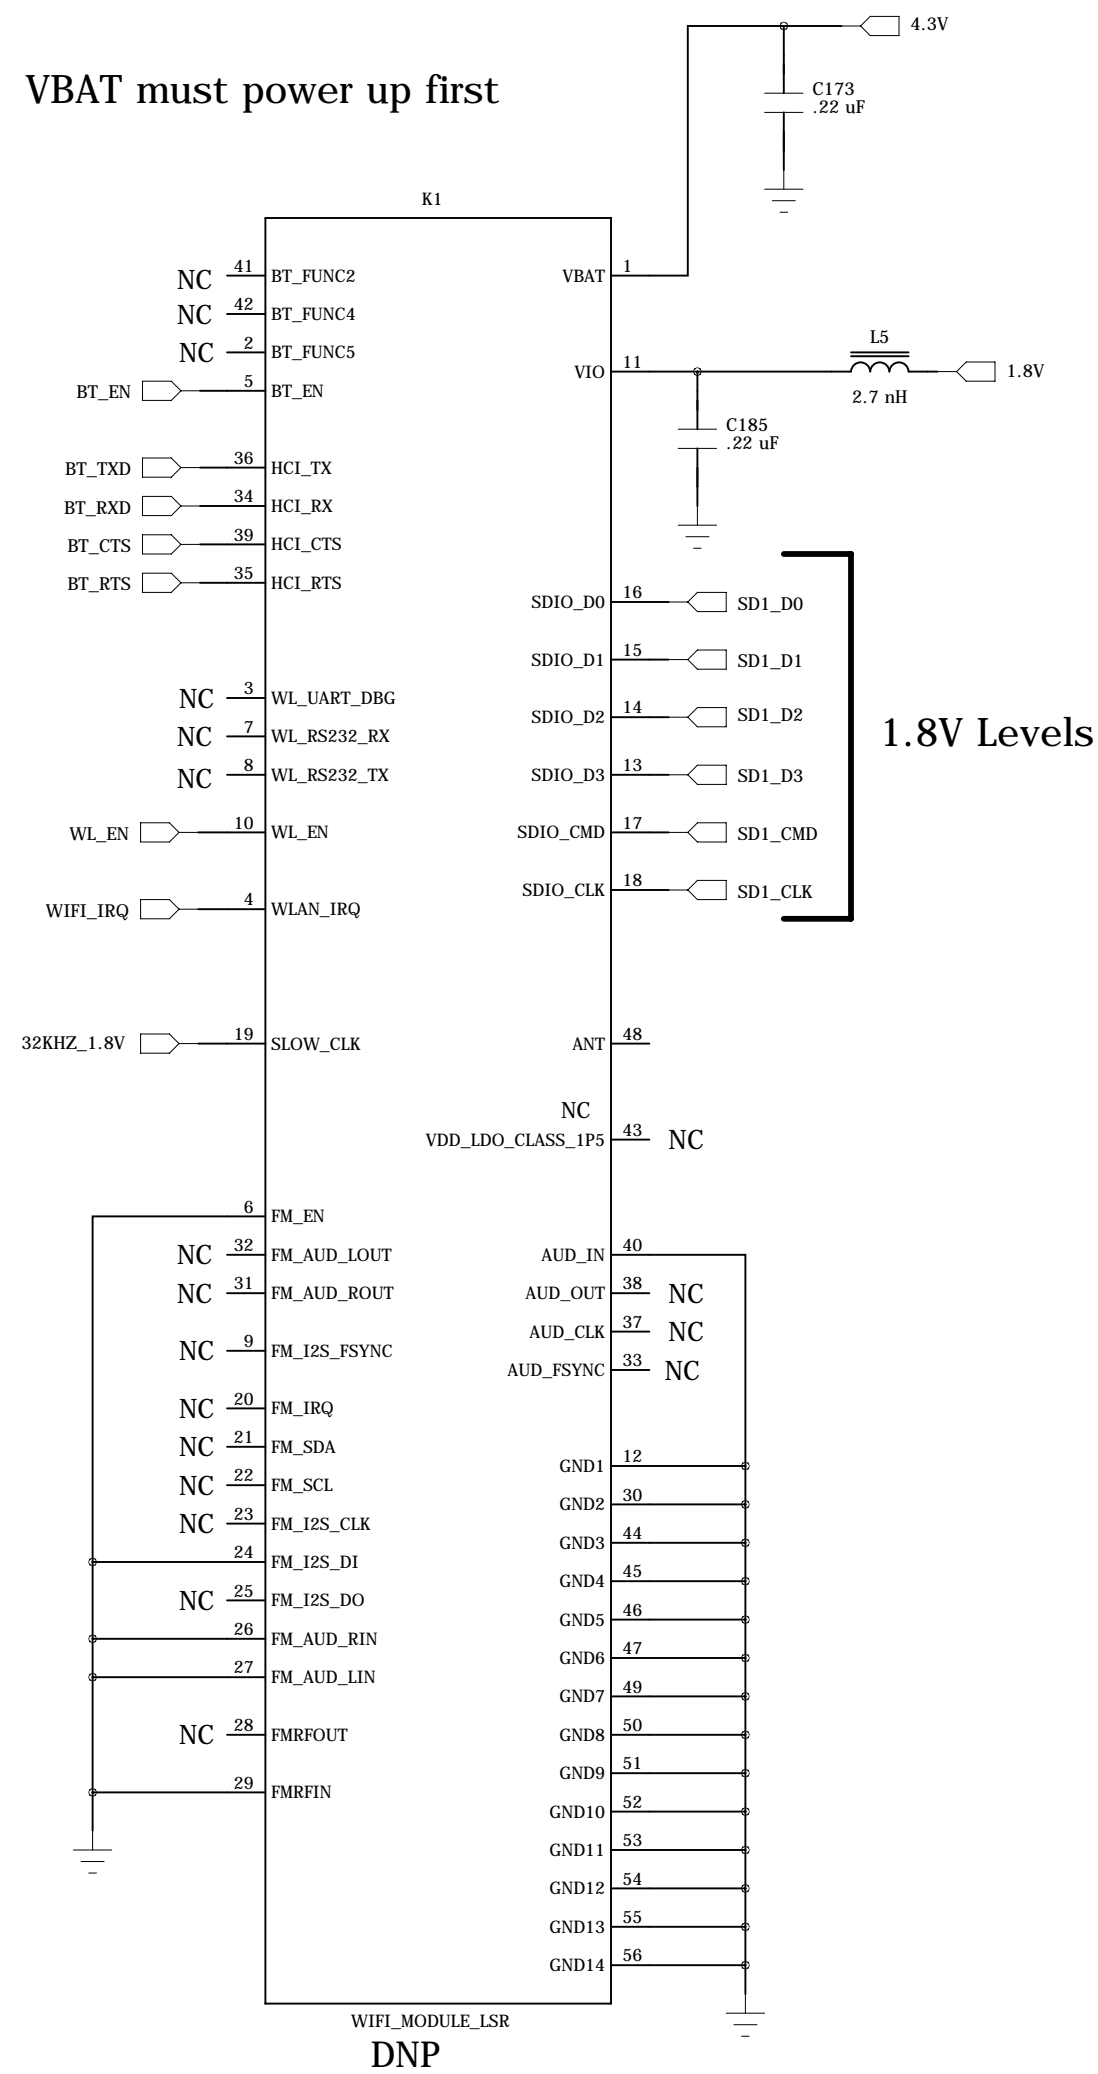 4.3V
VBAT must power up first
C173
.22 uF
K1
NC 41 BT_FUNC2
VBAT 1
NC 42 BT_FUNC4
NC 2 BT_FUNC5
L5
VIO 11
1.8V
2.7 nH
BT_EN 5 BT_EN
C185
.22 uF
BT_TXD 36 HCI_TX
BT_RXD 34 HCI_RX
BT_CTS 39 HCI_CTS
BT_RTS 35 HCI_RTS
SDIO_D0 16 SD1_D0
SDIO_D1 15 SD1_D1
NC 3 WL_UART_DBG
SDIO_D2 14 SD1_D2
NC 7 WL_RS232_RX
1.8V Levels
NC 8 WL_RS232_TX
SDIO_D3 13 SD1_D3
WL_EN 10 WL_EN
SDIO_CMD 17 SD1_CMD
SDIO_CLK 18 SD1_CLK
WIFI_IRQ 4 WLAN_IRQ
32KHZ_1.8V 19 SLOW_CLK
ANT 48
NC
VDD_LDO_CLASS_1P5 43 NC
6 FM_EN
NC 32 FM_AUD_LOUT
AUD_IN 40
NC 31 FM_AUD_ROUT
AUD_OUT 38 NC
AUD_CLK 37 NC
NC 9 FM_I2S_FSYNC
AUD_FSYNC 33 NC
NC 20 FM_IRQ
NC 21 FM_SDA
GND1 12
NC 22 FM_SCL
GND2 30
NC 23 FM_I2S_CLK
GND3 44
24 FM_I2S_DI
GND4 45
NC 25 FM_I2S_DO
GND5 46
26 FM_AUD_RIN
GND6 47
27 FM_AUD_LIN
GND7 49
NC 28 FMRFOUT
GND8 50
GND9 51
29 FMRFIN
GND10 52
GND11 53
GND12 54
GND13 55
GND14 56
WIFI_MODULE_LSR
DNP